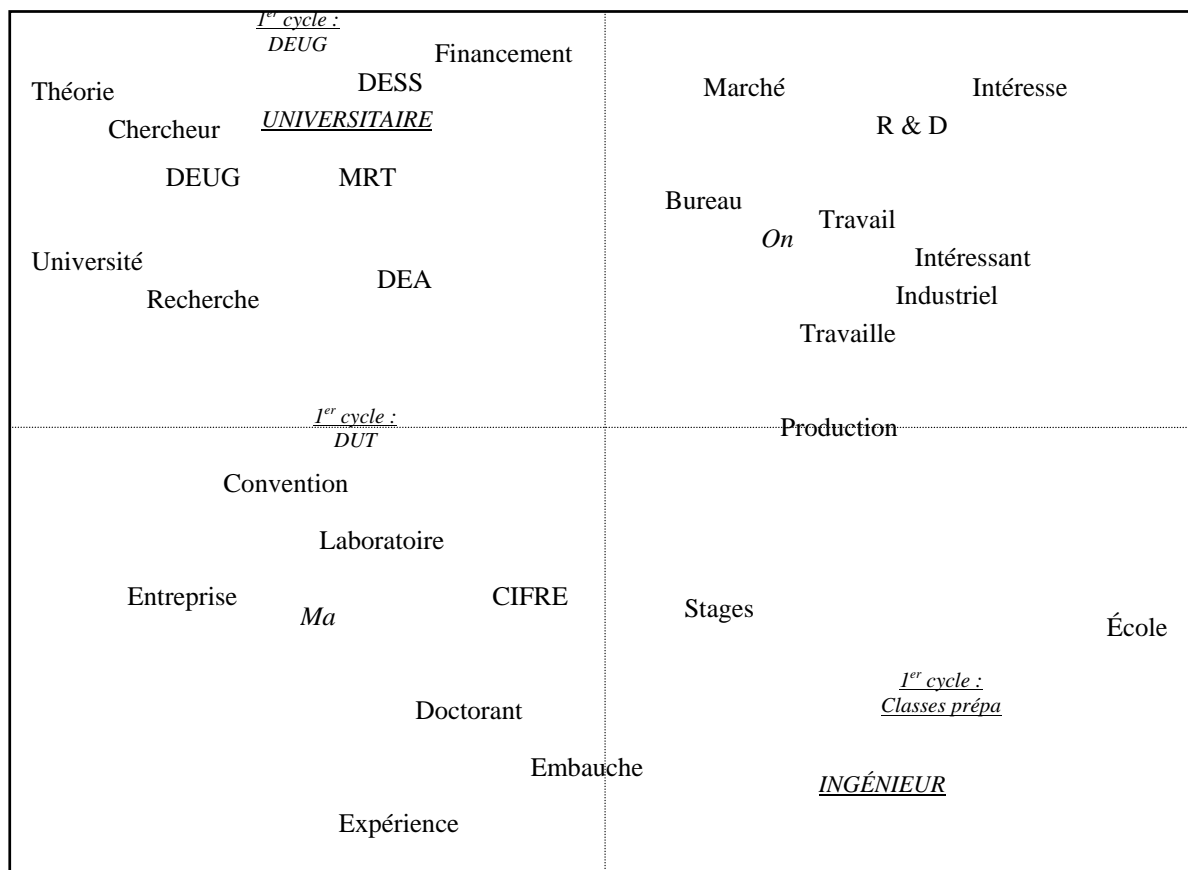 1er cycle :
DEUG
Financement
DESS
Théorie
Marché
Intéresse
UNIVERSITAIRE
Chercheur
R & D
DEUG
MRT
Bureau
Travail
On
Université
Intéressant
DEA
Recherche
Industriel
Travaille
1er cycle :
DUT
Production
Convention
Laboratoire
Entreprise
CIFRE
Ma
Stages
École
1er cycle :
Classes prépa
Doctorant
Embauche
INGÉNIEUR
Expérience